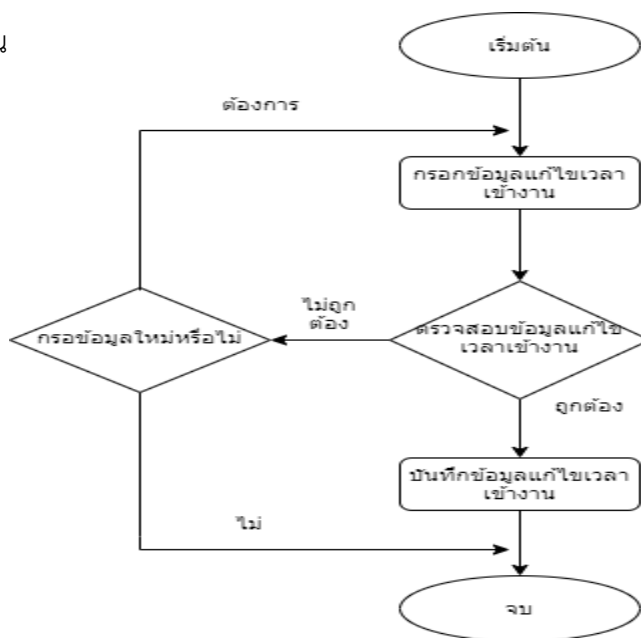 น
เริ่มต้น
ต้องการ
กรอกข้อมูลแก้ไขเวลา
เข้างาน
ไม่ถูก
ต้อง
กรอข้อมูลใหม่หรือไม่
ตรวจสอบข้อมูลแก้ไข
เวลาเข้างาน
ถูกต้อง
บันทึกข้อมูลแก้ไขเวลา
เข้างาน
ไม่
จบ